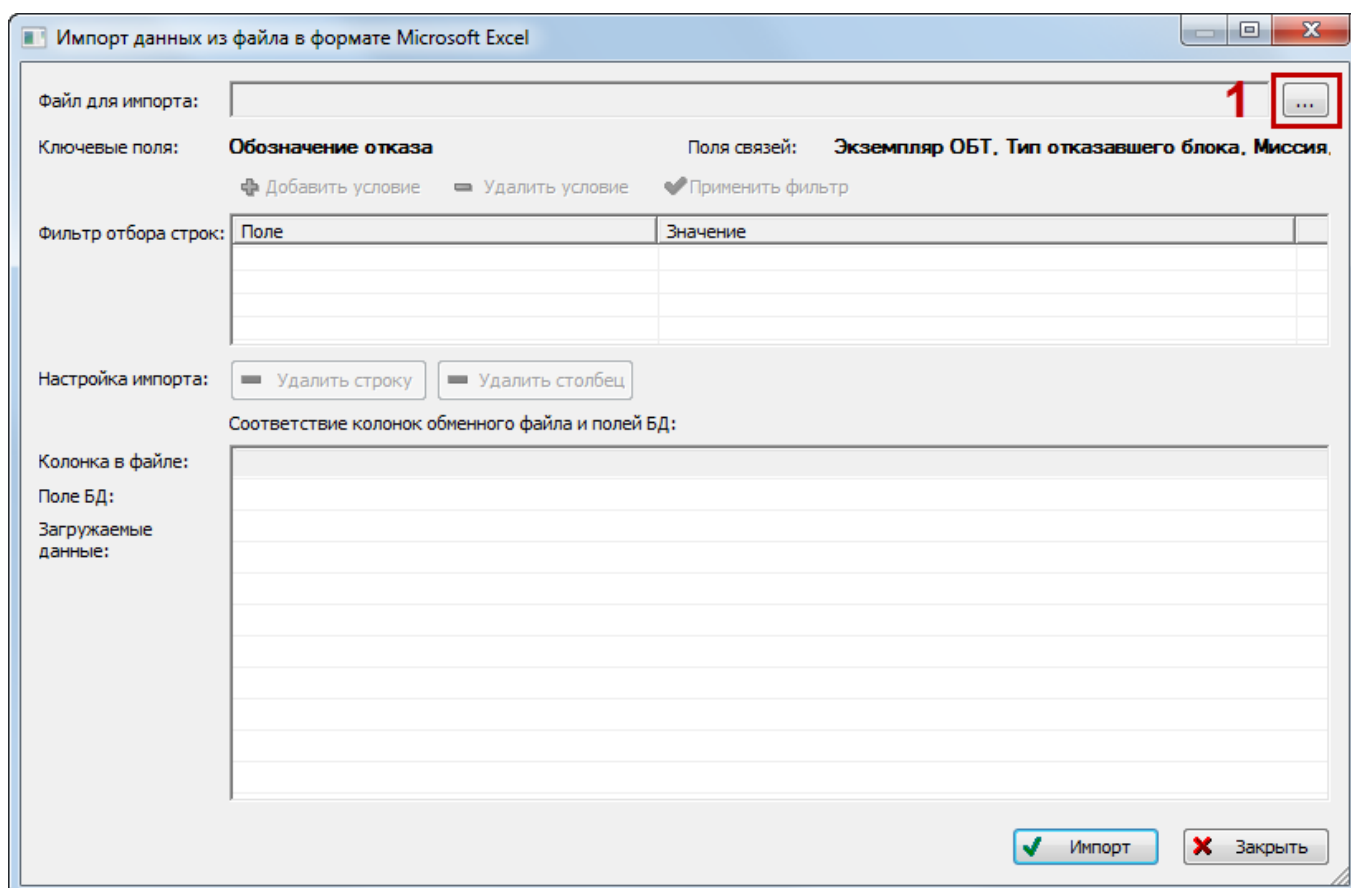 Импорт данных из файла в формате Microsoft Excel
Файл для импорта: 1 ...
Ключевые поля: Обозначение отказа Поля связей: Экземпляр ОБТ, Тип отказавшего блока, Миссия,
Добавить условие Удалить условие Применить фильтр
Фильтр отбора строк: Поле Значение
Настройка импорта: Удалить строку Удалить столбец
Соответствие колонок обменного файла и полей БД:
Колонка в файле:
Поле БД:
Загружаемые
данные:
Импорт Закрыть